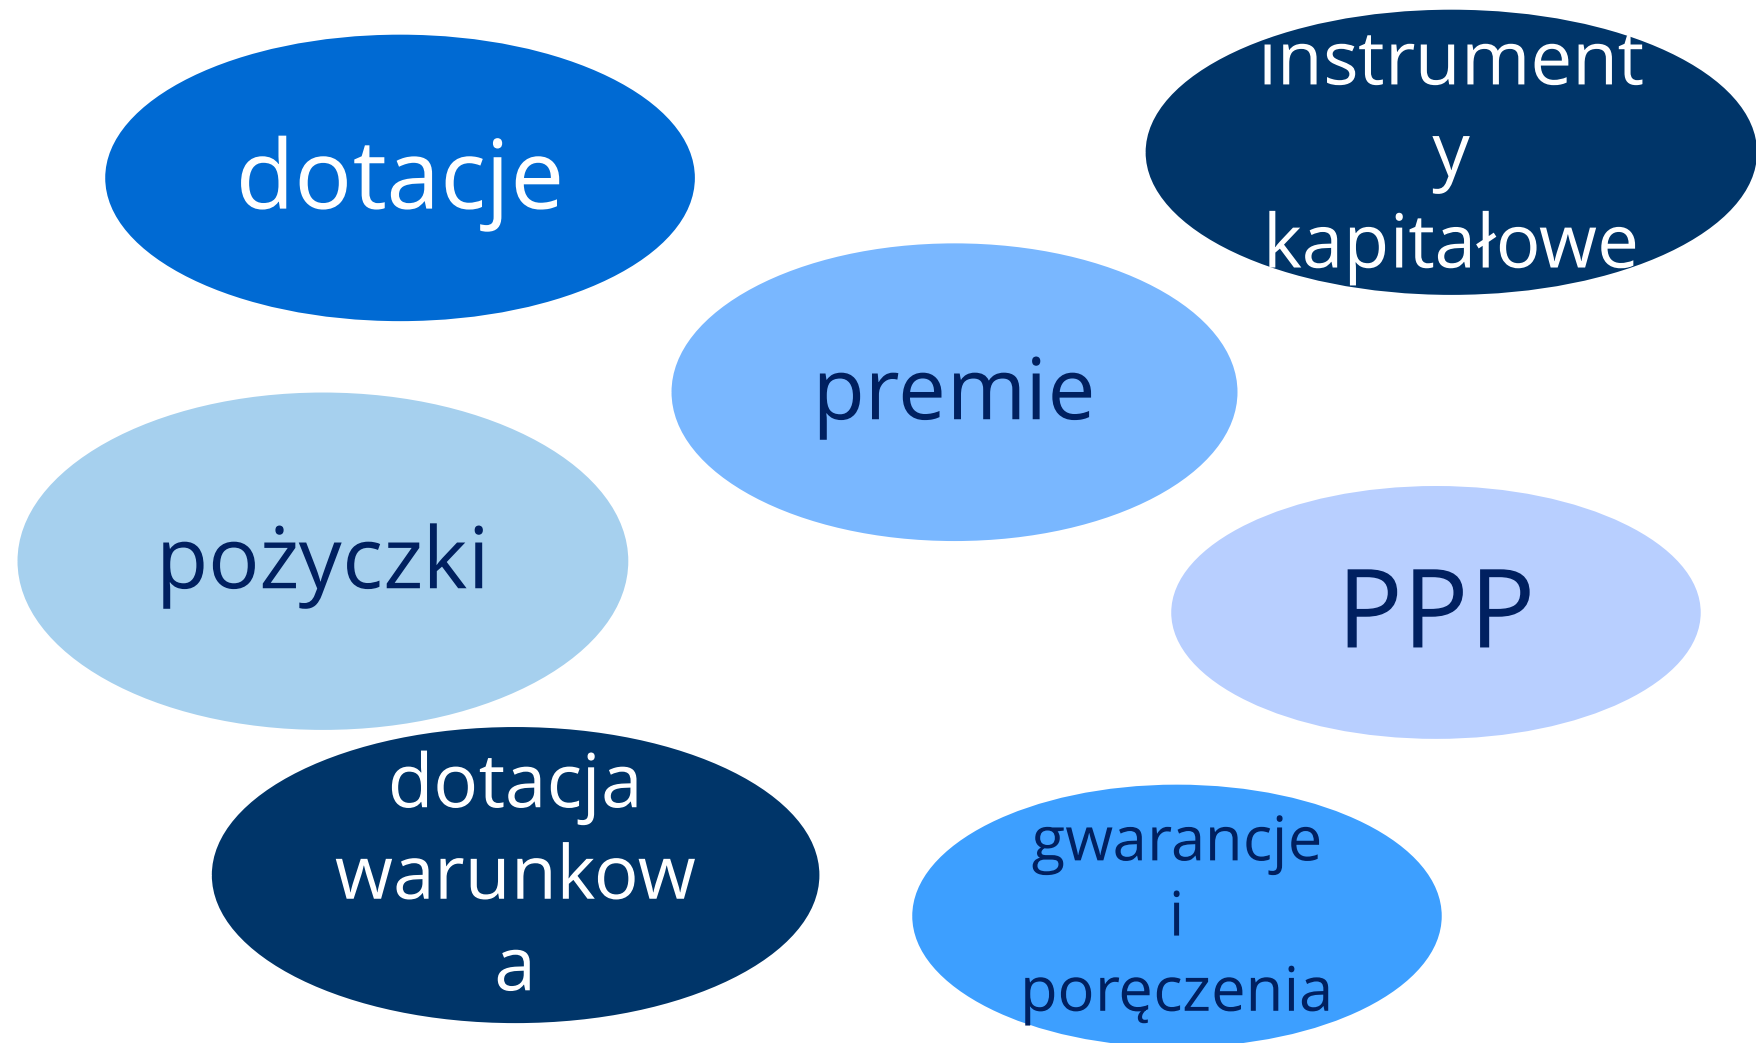 dotacje
instrument
y
kapitałowe
premie
pożyczki
PPP
dotacja
warunkow
a
gwarancje
i
poręczenia